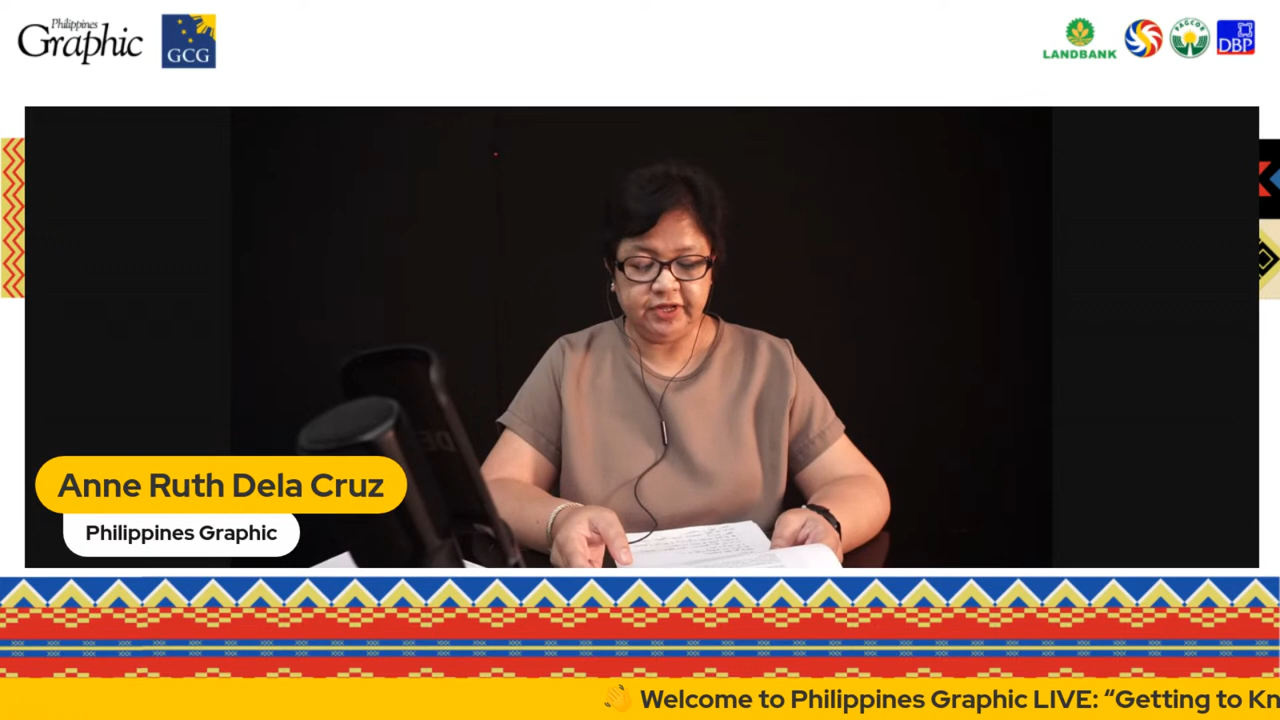 Philippines
Graphic
GCG
LANDBANK
PAGCOR
DBP
Anne Ruth Dela Cruz
Philippines Graphic
👋 Welcome to Philippines Graphic LIVE: “Getting to Kn